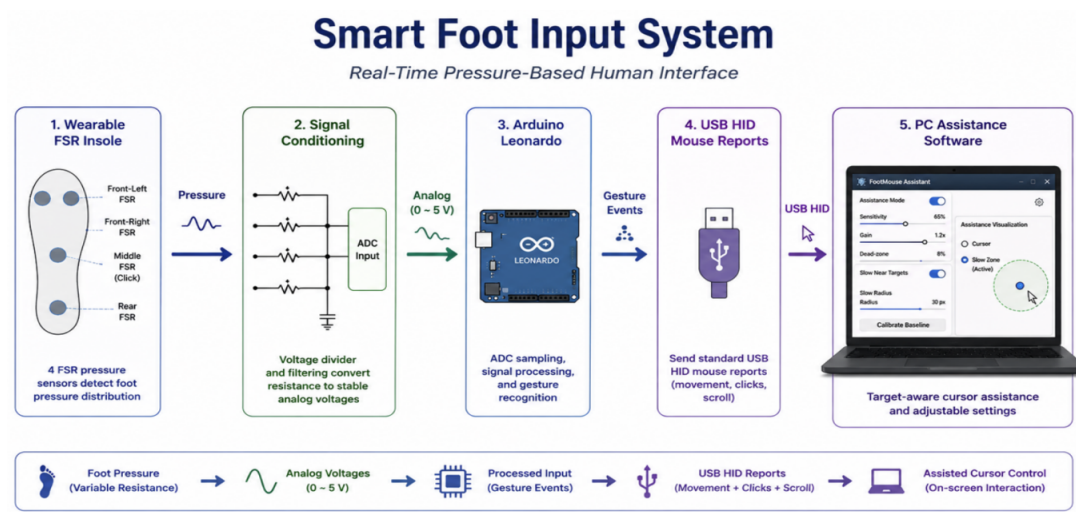 Smart Foot Input System
Real-Time Pressure-Based Human Interface
1. Wearable
FSR Insole
Front-Left
FSR
Front-Right
FSR
Middle
FSR
(Click)
Rear
FSR
4 FSR pressure
sensors detect foot
pressure distribution
Pressure
2. Signal
Conditioning
ADC
Input
Voltage divider
and filtering convert
resistance to stable
analog voltages
Analog
(0 ~ 5 V)
3. Arduino
Leonardo
LEONARDO
ADC sampling,
signal processing,
and gesture
recognition
Gesture
Events
4. USB HID
Mouse Reports
Send standard USB
HID mouse reports
(movement, clicks,
scroll)
USB HID
5. PC Assistance
Software
FootMouse Assistant
Assistance Mode
Sensitivity
65%
Gain
1.2x
Dead-zone
8%
Slow Near Targets
Slow Radius
Radius
30 px
Calibrate Baseline
Assistance Visualization
Cursor
Slow Zone
(Active)
Target-aware cursor assistance
and adjustable settings
Foot Pressure
(Variable Resistance)
Analog Voltages
(0 ~ 5 V)
Processed Input
(Gesture Events)
USB HID Reports
(Movement + Clicks + Scroll)
Assisted Cursor Control
(On-screen Interaction)